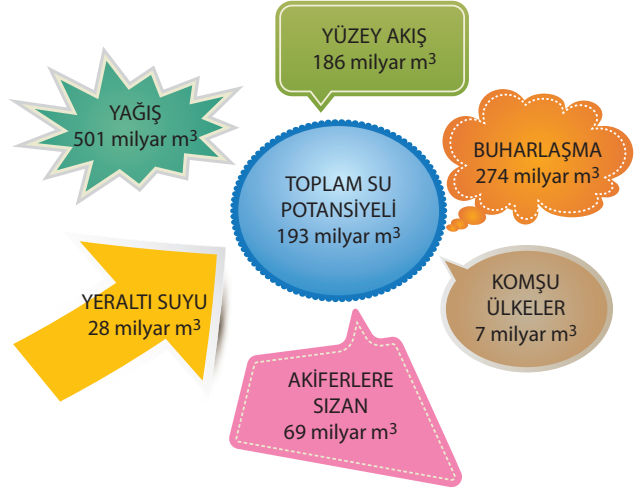 YÜZEY AKIŞ
186 milyar m³
YAĞIŞ
501 milyar m³
BUHARLAŞMA
274 milyar m³
TOPLAM SU
POTANSİYELİ
193 milyar m³
YERALTI SUYU
28 milyar m³
KOMŞU
ÜLKELER
7 milyar m³
AKİFERLERE
SIZAN
69 milyar m³